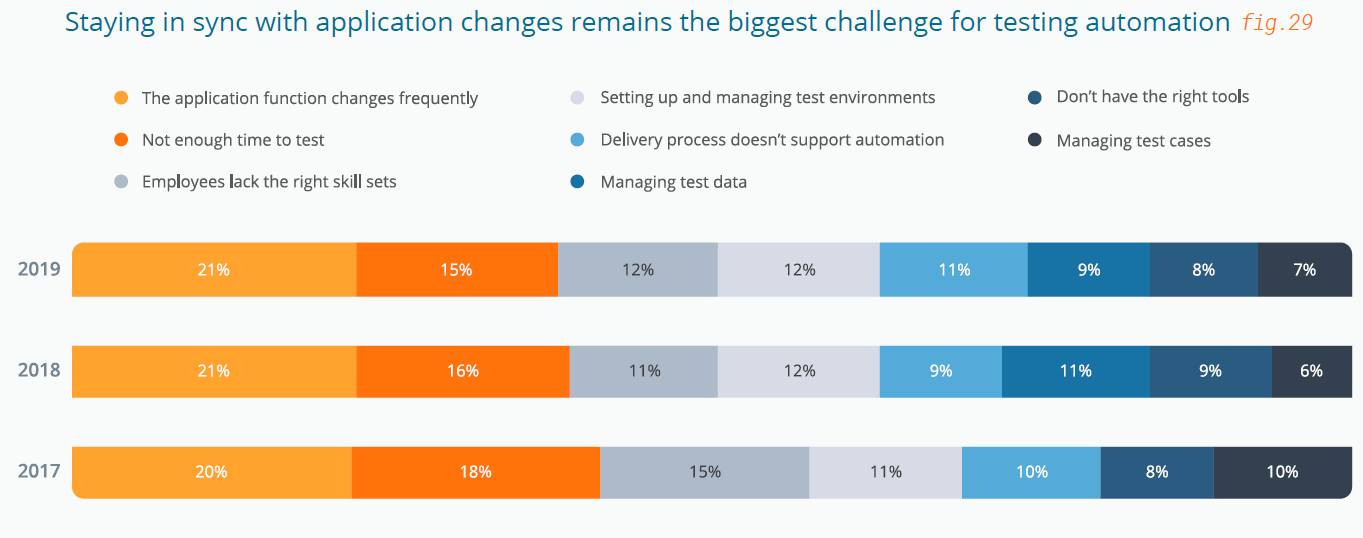 Staying in sync with application changes remains the biggest challenge for testing automation fig.29
The application function changes frequently
Not enough time to test
Employees lack the right skill sets
Setting up and managing test environments
Delivery process doesn’t support automation
Managing test data
Don’t have the right tools
Managing test cases
2019 21% 15% 12% 12% 11% 9% 8% 7%
2018 21% 16% 11% 12% 9% 11% 9% 6%
2017 20% 18% 15% 11% 10% 8% 10%